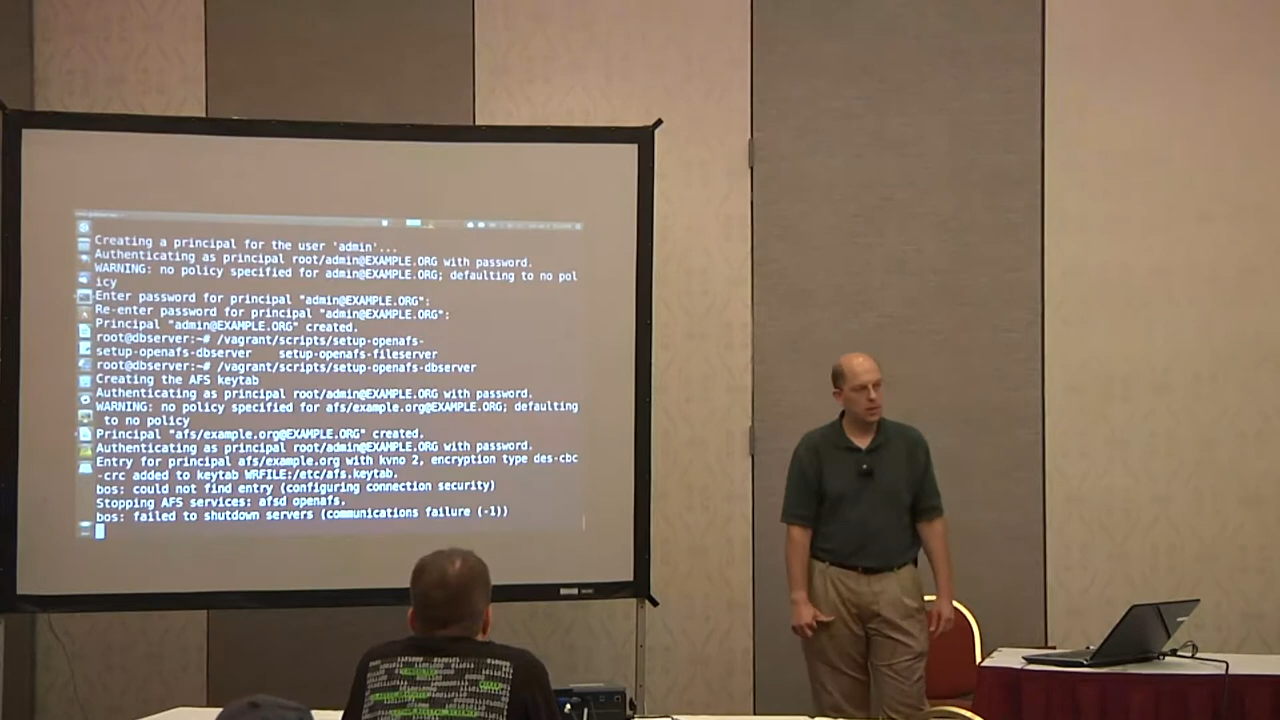 Creating a principal for the user 'admin'...
Authenticating as principal root/admin@EXAMPLE.ORG with password.
WARNING: no policy specified for admin@EXAMPLE.ORG; defaulting to no pol
icy
Enter password for principal "admin@EXAMPLE.ORG":
Re-enter password for principal "admin@EXAMPLE.ORG":
Principal "admin@EXAMPLE.ORG" created.
root@dbserver:~# /vagrant/scripts/setup-openafs-
setup-openafs-dbserver    setup-openafs-fileserver
root@dbserver:~# /vagrant/scripts/setup-openafs-dbserver
Creating the AFS keytab
Authenticating as principal root/admin@EXAMPLE.ORG with password.
WARNING: no policy specified for afs/example.org@EXAMPLE.ORG; defaulting
 to no policy
Principal "afs/example.org@EXAMPLE.ORG" created.
Authenticating as principal root/admin@EXAMPLE.ORG with password.
Entry for principal afs/example.org with kvno 2, encryption type des-cbc
-crc added to keytab WRFILE:/etc/afs.keytab.
bos: could not find entry (configuring connection security)
Stopping AFS services: afsd openafs.
bos: failed to shutdown servers (communications failure (-1))